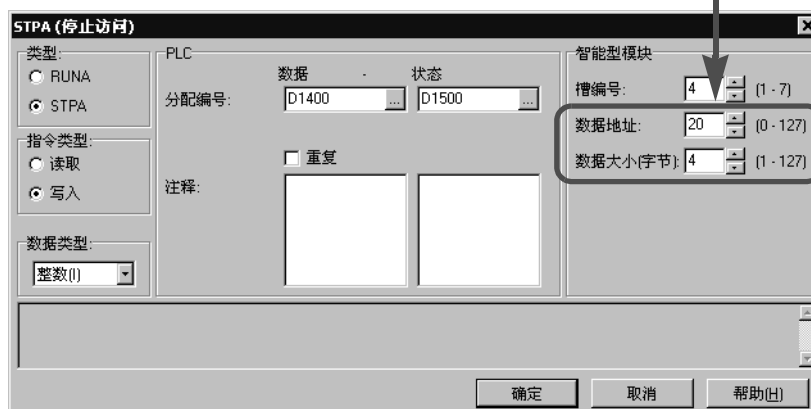 STPA (停止访问)
类型:
RUNA
STPA
指令类型:
读取
写入
数据类型:
整数(I)
PLC
数据 - 状态
分配编号: D1400 ... D1500 ...
重复
注释:
智能型模块
槽编号: 4 (1 - 7)
数据地址: 20 (0 - 127)
数据大小(字节): 4 (1 - 127)
确定 取消 帮助(H)